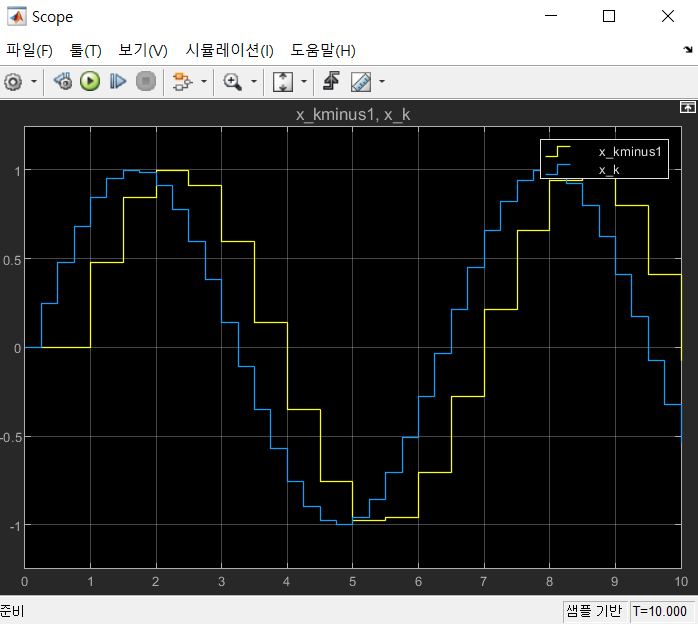 Scope
파일(F) 툴(T) 보기(V) 시뮬레이션(I) 도움말(H)
x_kminus1, x_k
x_kminus1
x_k
1
0.5
0
-0.5
-1
0 1 2 3 4 5 6 7 8 9 10
준비 샘플 기반 T=10.000